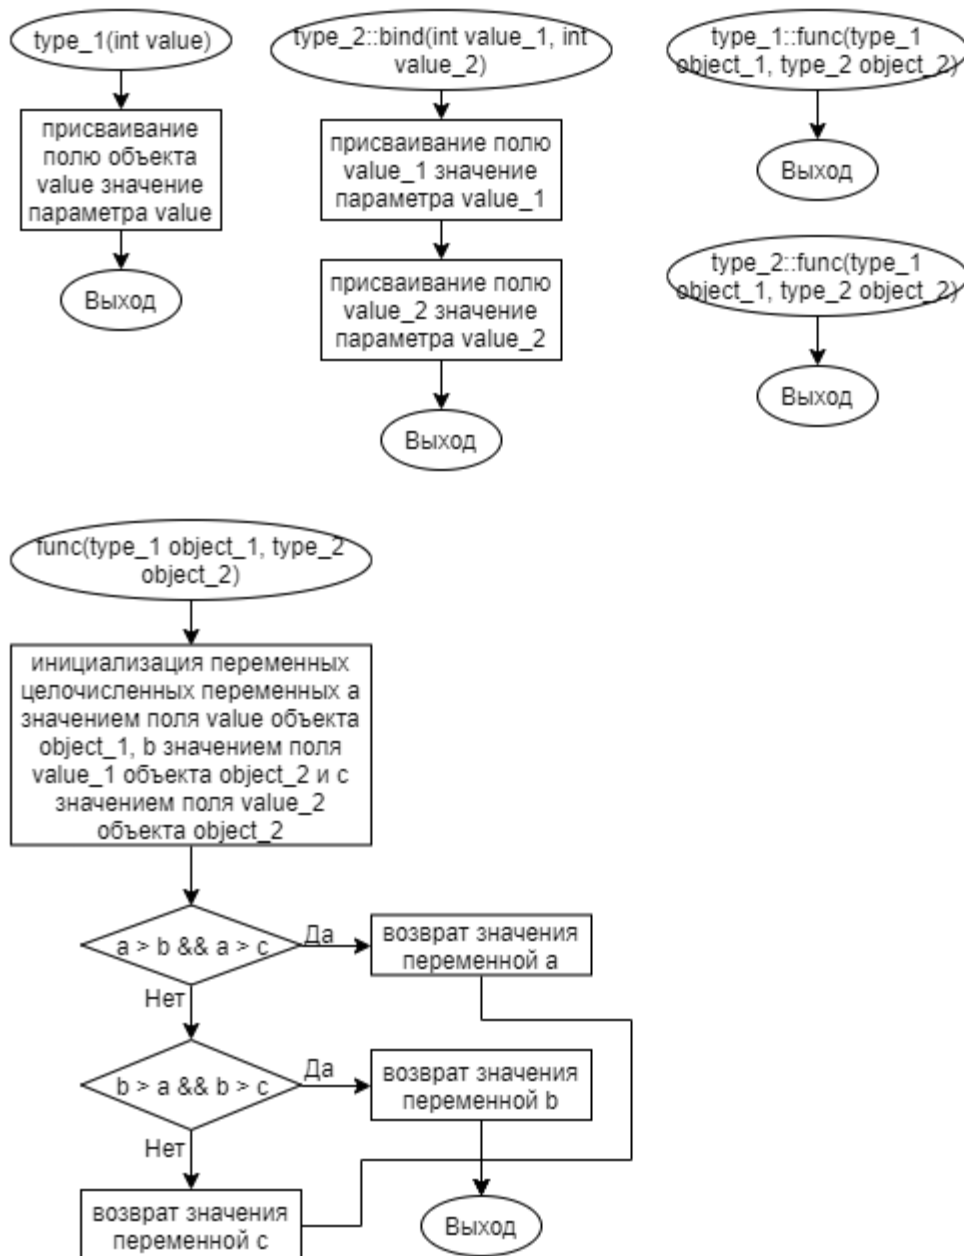 type_1(int value)
присваивание
полю объекта
value значение
параметра value
Выход
type_2::bind(int value_1, int
value_2)
присваивание полю
value_1 значение
параметра value_1
присваивание полю
value_2 значение
параметра value_2
Выход
type_1::func(type_1
object_1, type_2 object_2)
Выход
type_2::func(type_1
object_1, type_2 object_2)
Выход
func(type_1 object_1, type_2
object_2)
инициализация переменных
целочисленных переменных a
значением поля value объекта
object_1, b значением поля
value_1 объекта object_2 и c
значением поля value_2
объекта object_2
a > b && a > c
Да
возврат значения
переменной a
Нет
b > a && b > c
Да
возврат значения
переменной b
Нет
возврат значения
переменной c
Выход